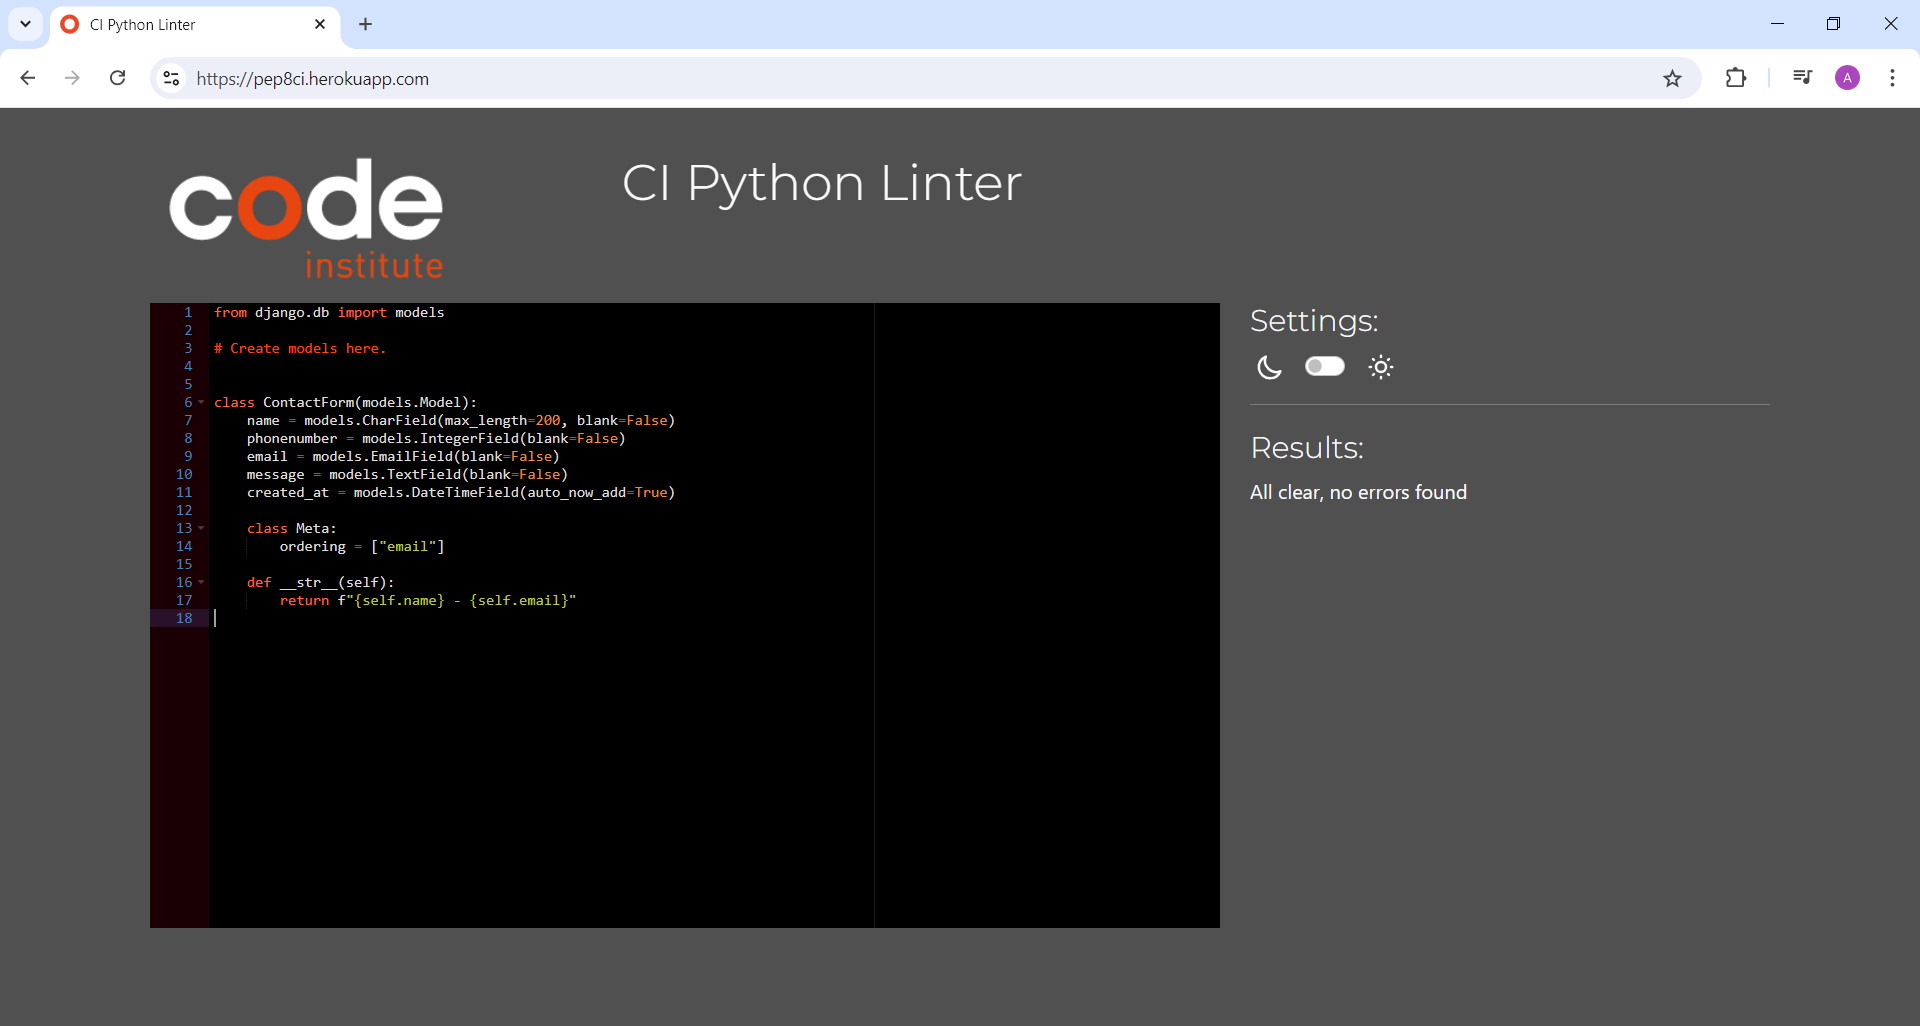 CI Python Linter
https://pep8ci.herokuapp.com
A
code
institute
CI Python Linter
1 from django.db import models
2
3 # Create models here.
4
5
6 class ContactForm(models.Model):
7     name = models.CharField(max_length=200, blank=False)
8     phonenumber = models.IntegerField(blank=False)
9     email = models.EmailField(blank=False)
10     message = models.TextField(blank=False)
11     created_at = models.DateTimeField(auto_now_add=True)
12
13     class Meta:
14         ordering = ["email"]
15
16     def __str__(self):
17         return f"{self.name} - {self.email}"
18
Settings:
Results:
All clear, no errors found